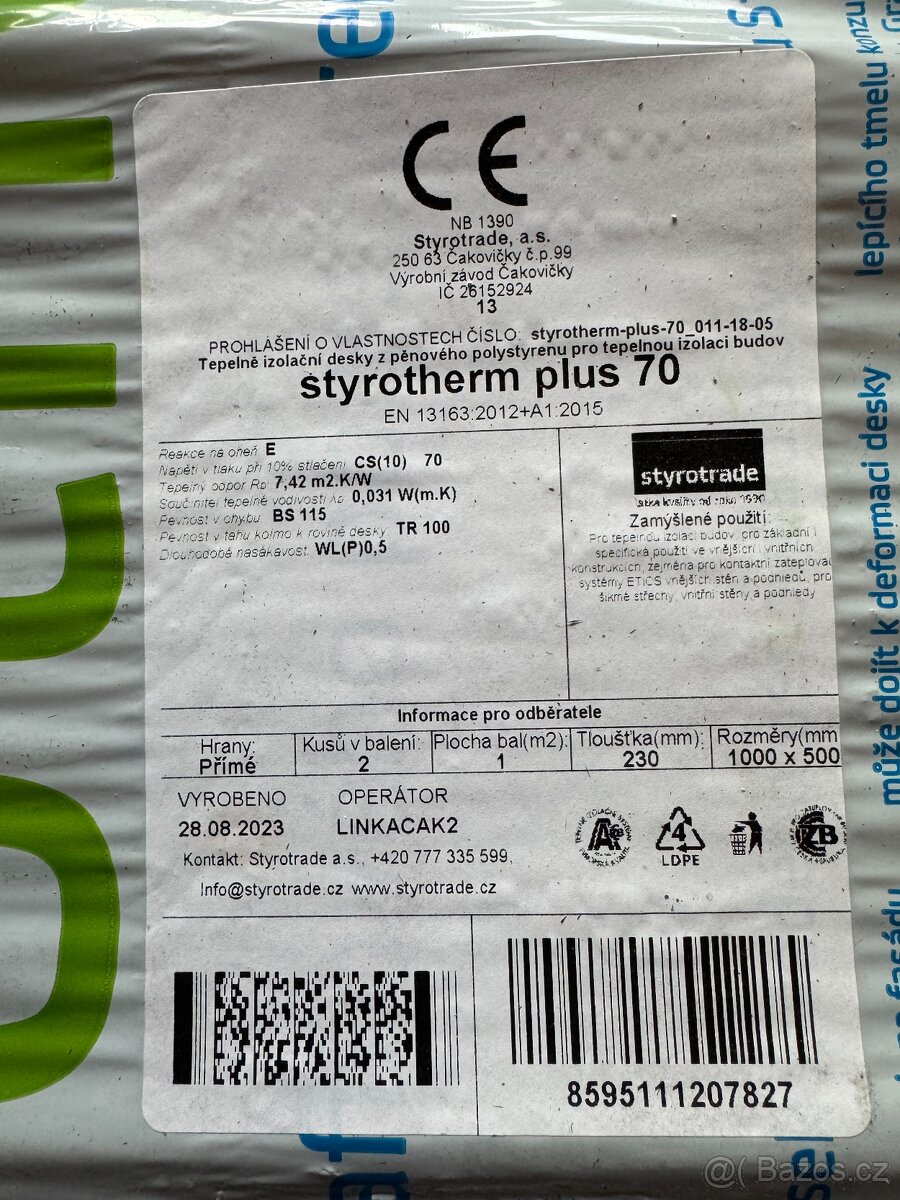 CE
NB 1390
Styrotrade, a.s.
250 63 Čakovičky č.p.99
Výrobní závod Čakovičky
IČ 26152924
13
PROHLÁŠENÍ O VLASTNOSTECH ČÍSLO: styrotherm-plus-70_011-18-05
Tepelně izolační desky z pěnového polystyrenu pro tepelnou izolaci budov
styrotherm plus 70
EN 13163:2012+A1:2015
Reakce na oheň E
Napětí v tlaku při 10% stlačení CS(10) 70
Tepelný odpor RD 7,42 m2.K/W
Součinitel tepelné vodivosti λD 0,031 W(m.K)
Pevnost v ohybu BS 115
Pevnost v tahu kolmo k rovině desky TR 100
Dlouhodobá nasákavost WL(P)0,5
styrotrade
Zamýšlené použití:
Pro tepelnou izolaci budov, pro základní i
specifická použití ve vnějších i vnitřních
konstrukcích, zejména pro kontaktní zateplova
systémy ETICS vnějších stěn a podhledů, pro
šikmé střechy, vnitřní stěny a podhledy
Informace pro odběratele
Hrany: Kusů v balení: Plocha bal(m2): Tloušťka(mm): Rozměry(mm
Přímé 2 1 230 1000 x 500
VYROBENO OPERÁTOR
28.08.2023 LINKACAK2
Kontakt: Styrotrade a.s., +420 777 335 599,
Info@styrotrade.cz www.styrotrade.cz
4
LDPE
ZB
8595111207827
lepícího tmelu konzu
může dojít k deformaci desky
na fasádu
@( Bazos.cz